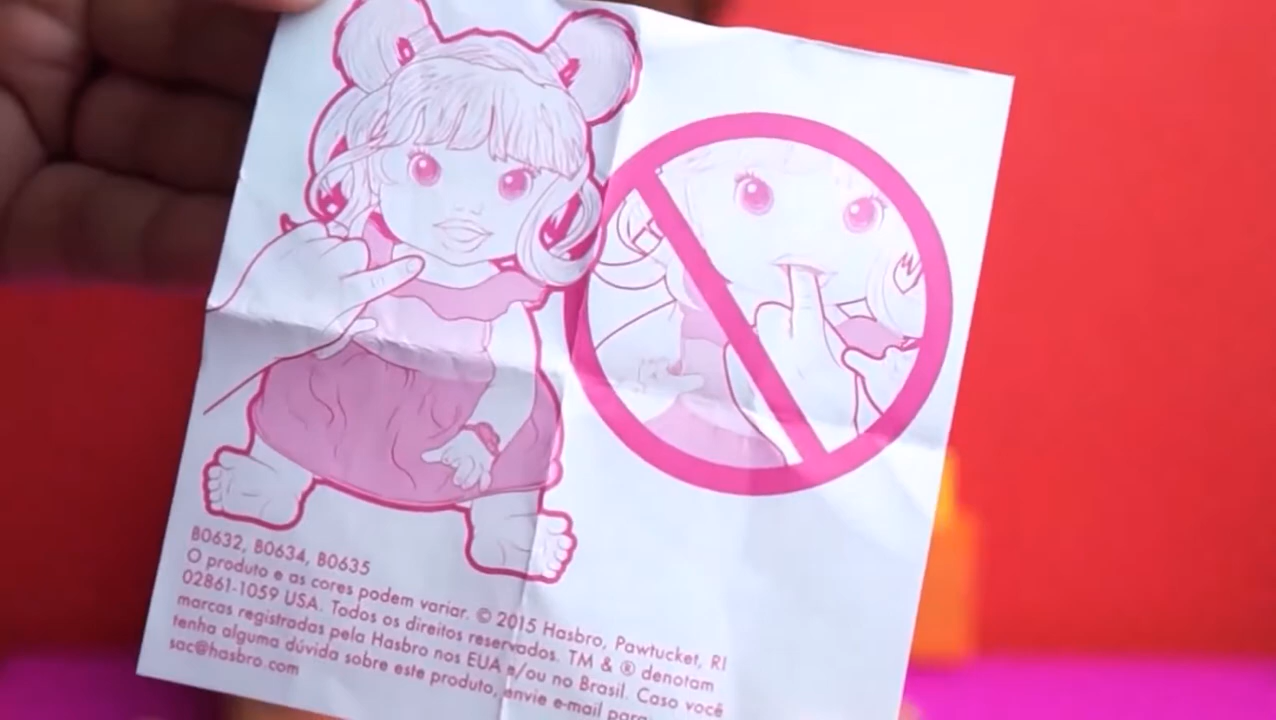 B0632, B0634, B0635
O produto e as cores podem variar. © 2015 Hasbro, Pawtucket, RI
02861-1059 USA. Todos os direitos reservados. TM & ® denotam
marcas registradas pela Hasbro nos EUA e/ou no Brasil. Caso você
tenha alguma dúvida sobre este produto, envie e-mail para
sac@hasbro.com